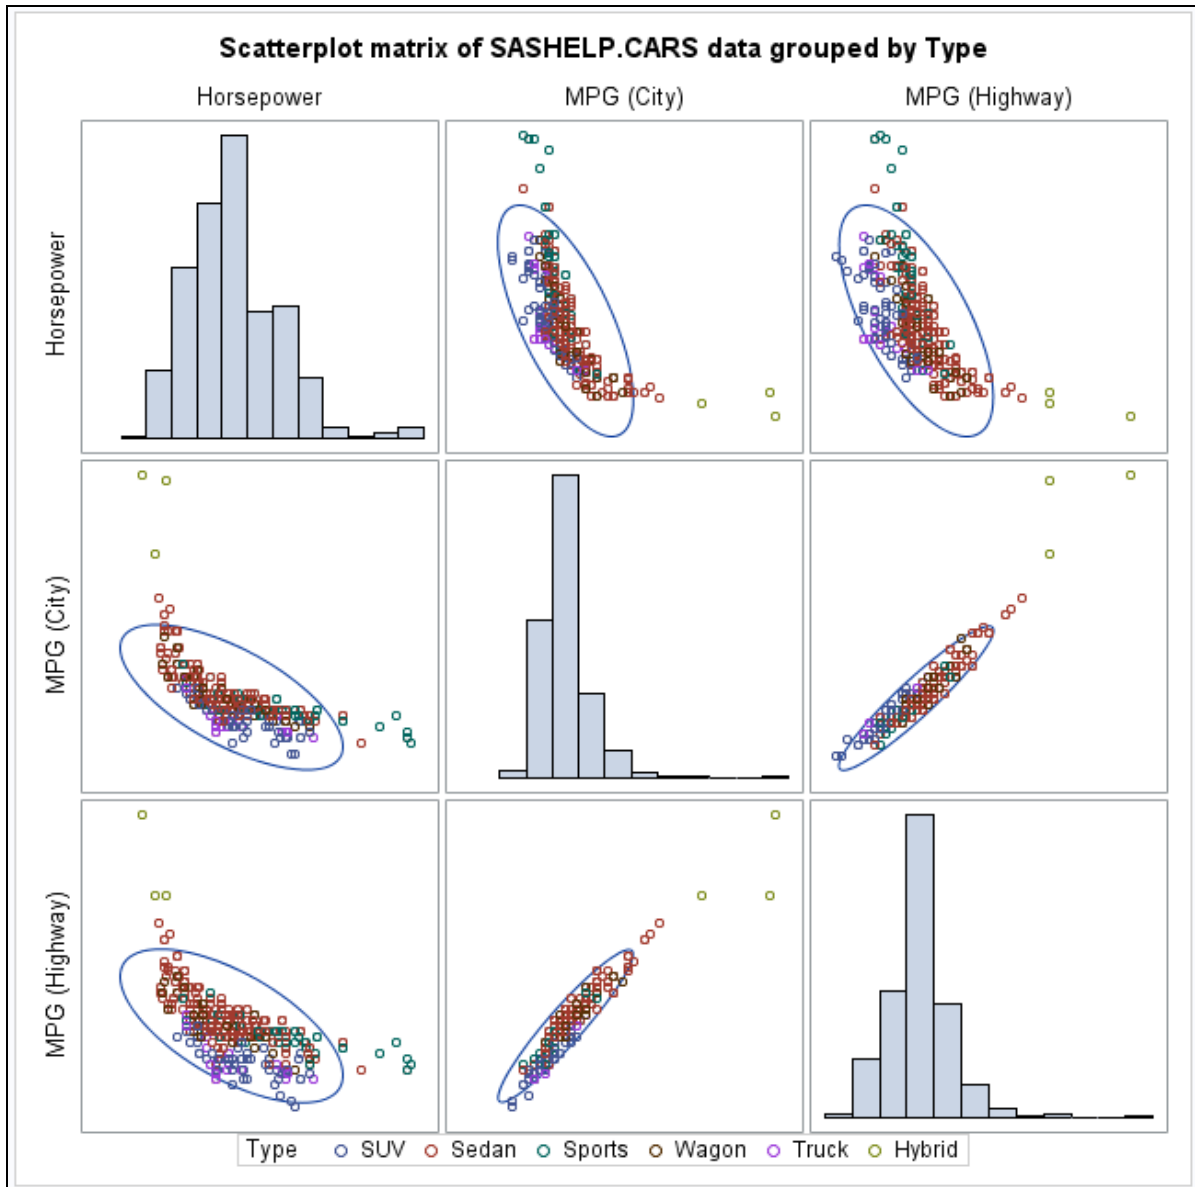 Scatterplot matrix of SASHELP.CARS data grouped by Type
Horsepower MPG (City) MPG (Highway)
Horsepower
MPG (City)
MPG (Highway)
Type SUV Sedan Sports Wagon Truck Hybrid